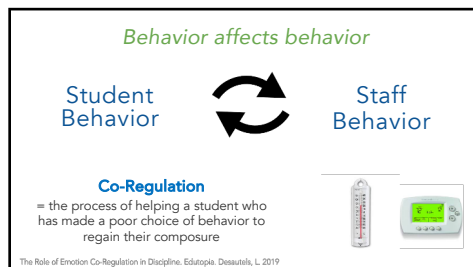 Behavior affects behavior
Student
Behavior
Staff
Behavior
Co-Regulation
= the process of helping a student who
has made a poor choice of behavior to
regain their composure
The Role of Emotion Co-Regulation in Discipline. Edutopia. Desautels, L. 2019